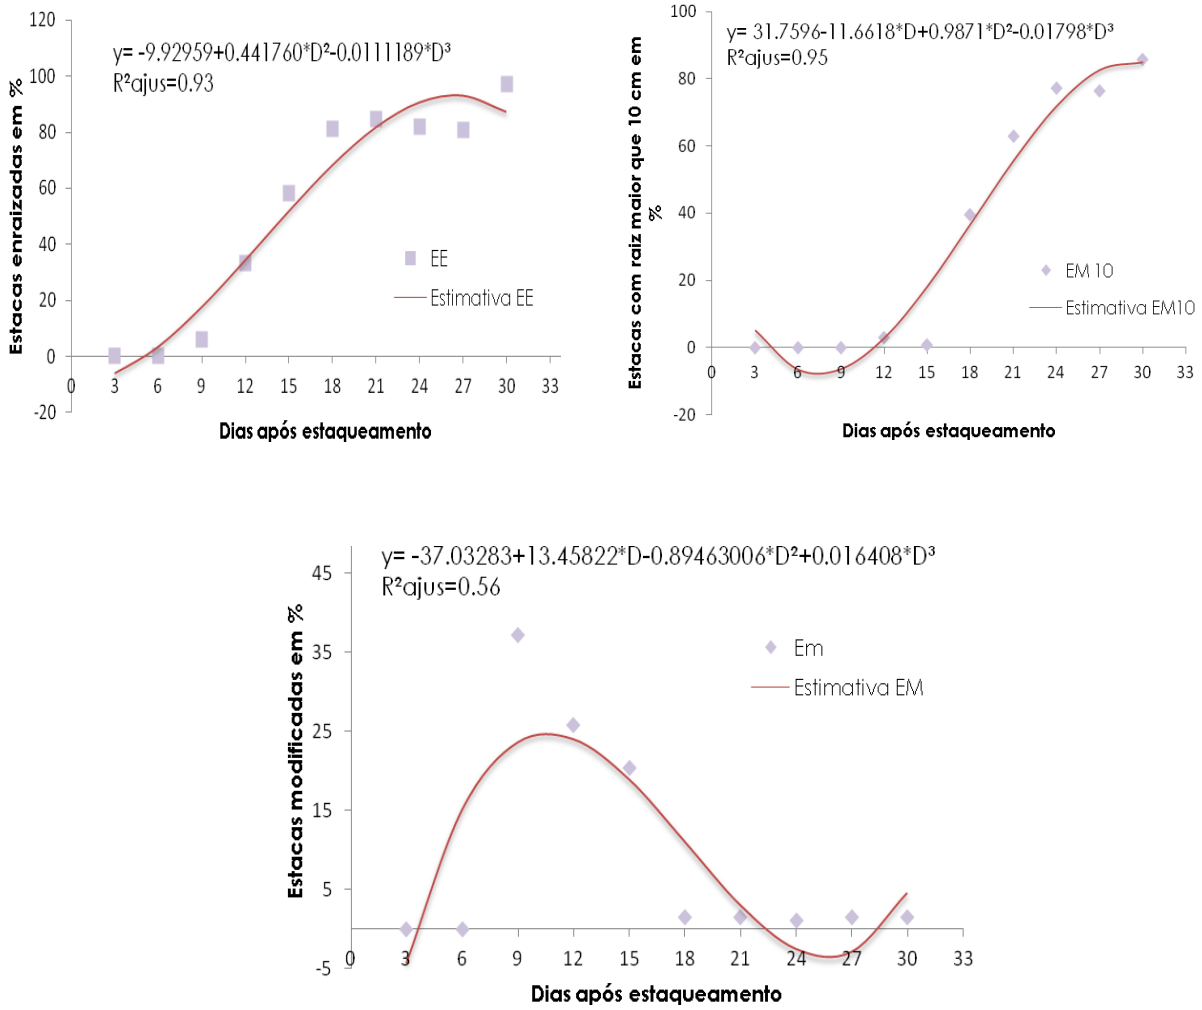 y= -9.92959+0.441760*D²-0.0111189*D³
R²ajus=0.93
Estacas enraizadas em %
120
100
80
60
40
20
0
-20
0 3 6 9 12 15 18 21 24 27 30 33
EE
Estimativa EE
Dias após estaqueamento
y= 31.7596-11.6618*D+0.9871*D²-0.01798*D³
R²ajus=0.95
Estacas com raiz maior que 10 cm em
%
100
80
60
40
20
0
-20
0 3 6 9 12 15 18 21 24 27 30 33
EM 10
Estimativa EM10
Dias após estaqueamento
y= -37.03283+13.45822*D-0.89463006*D²+0.016408*D³
R²ajus=0.56
Estacas modificadas em %
45
35
25
15
5
-5
0 3 6 9 12 15 18 21 24 27 30 33
Em
Estimativa EM
Dias após estaqueamento